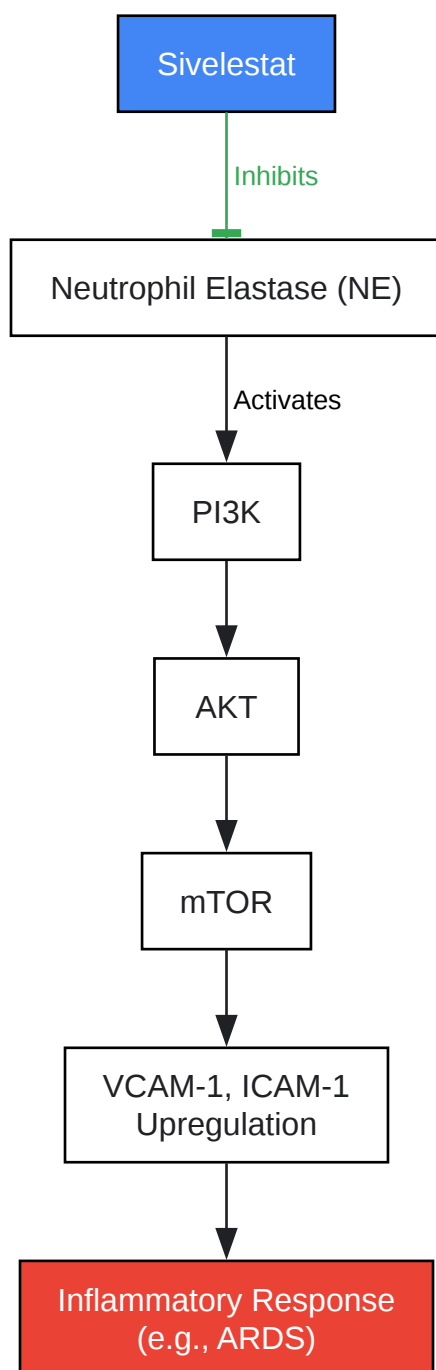 Sivelestat
Inhibits
Neutrophil Elastase (NE)
Activates
PI3K
AKT
mTOR
VCAM-1, ICAM-1
Upregulation
Inflammatory Response
(e.g., ARDS)